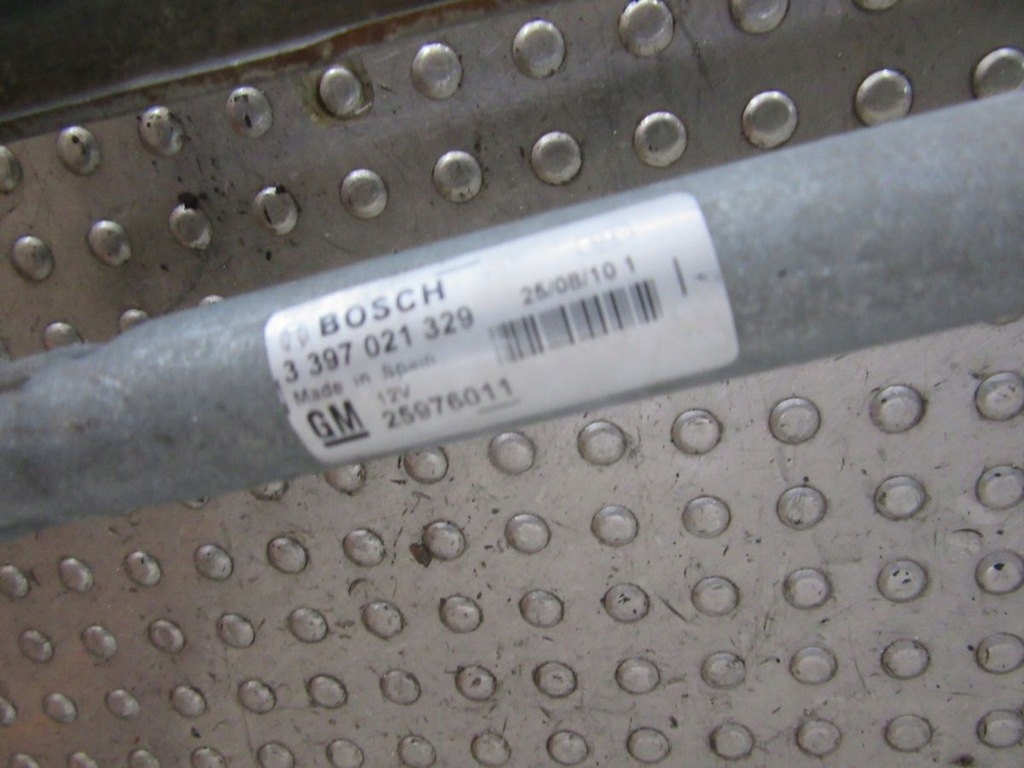 BOSCH
3 397 021 329
Made in Spain
12V
GM 25976011
25/08/10 1